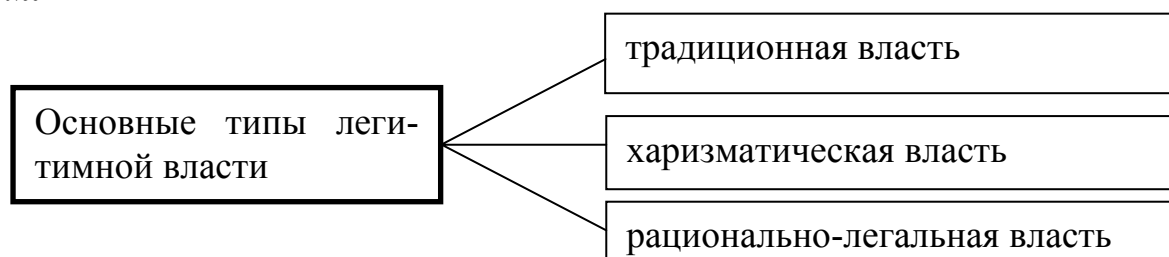 Основные типы леги-
тимной власти
традиционная власть
харизматическая власть
рационально-легальная власть